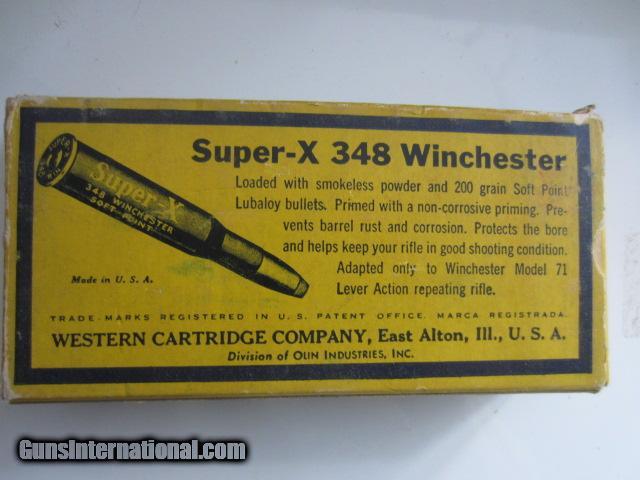 Super-X 348 Winchester
Loaded with smokeless powder and 200 grain Soft Point
Lubaloy bullets. Primed with a non-corrosive priming. Pre-
vents barrel rust and corrosion. Protects the bore
and helps keep your rifle in good shooting condition.
Adapted only to Winchester Model 71
Lever Action repeating rifle.
SUPER-X
348 WIN
Super-X
348 WINCHESTER
SOFT POINT
Made in U. S. A.
TRADE-MARKS REGISTERED IN U. S. PATENT OFFICE. MARCA REGISTRADA.
WESTERN CARTRIDGE COMPANY, East Alton, Ill., U. S. A.
Division of OLIN INDUSTRIES, INC.
GunsInternational.com